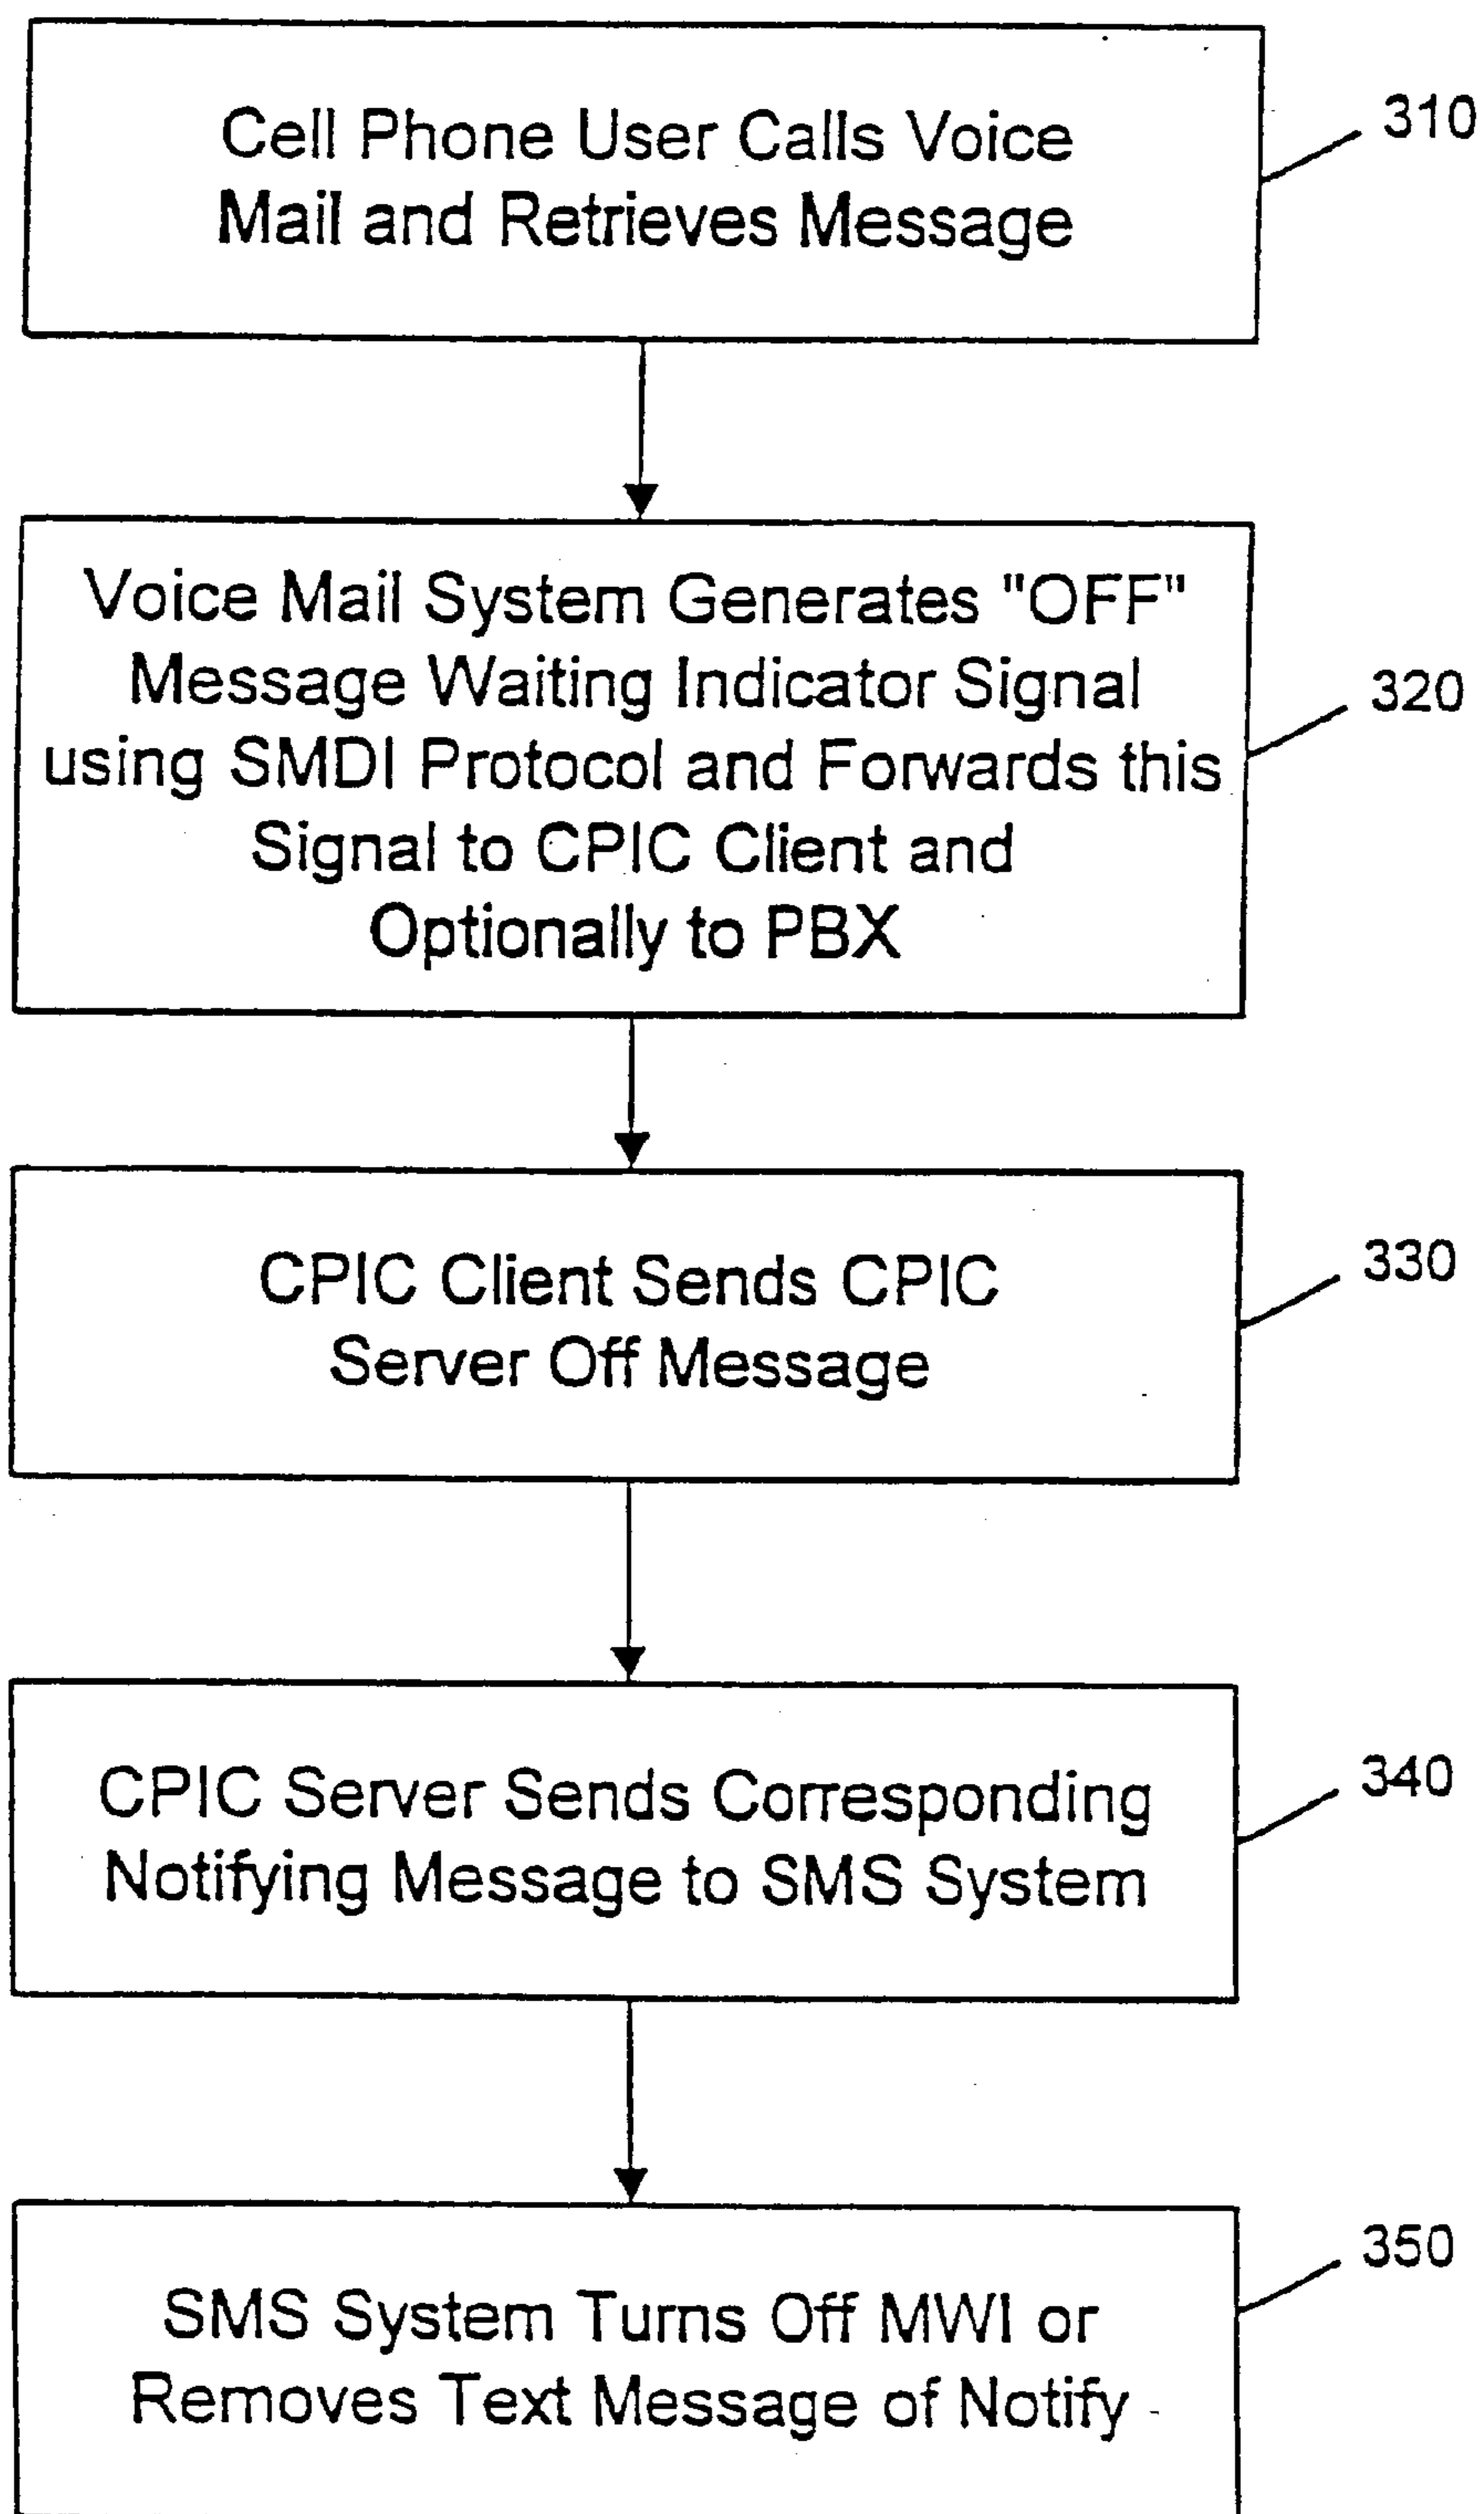 Cell Phone User Calls Voice
Mail and Retrieves Message
310
Voice Mail System Generates "OFF"
Message Waiting Indicator Signal
using SMDI Protocol and Forwards this
Signal to CPIC Client and
Optionally to PBX
320
CPIC Client Sends CPIC
Server Off Message
330
CPIC Server Sends Corresponding
Notifying Message to SMS System
340
SMS System Turns Off MWI or
Removes Text Message of Notify
350